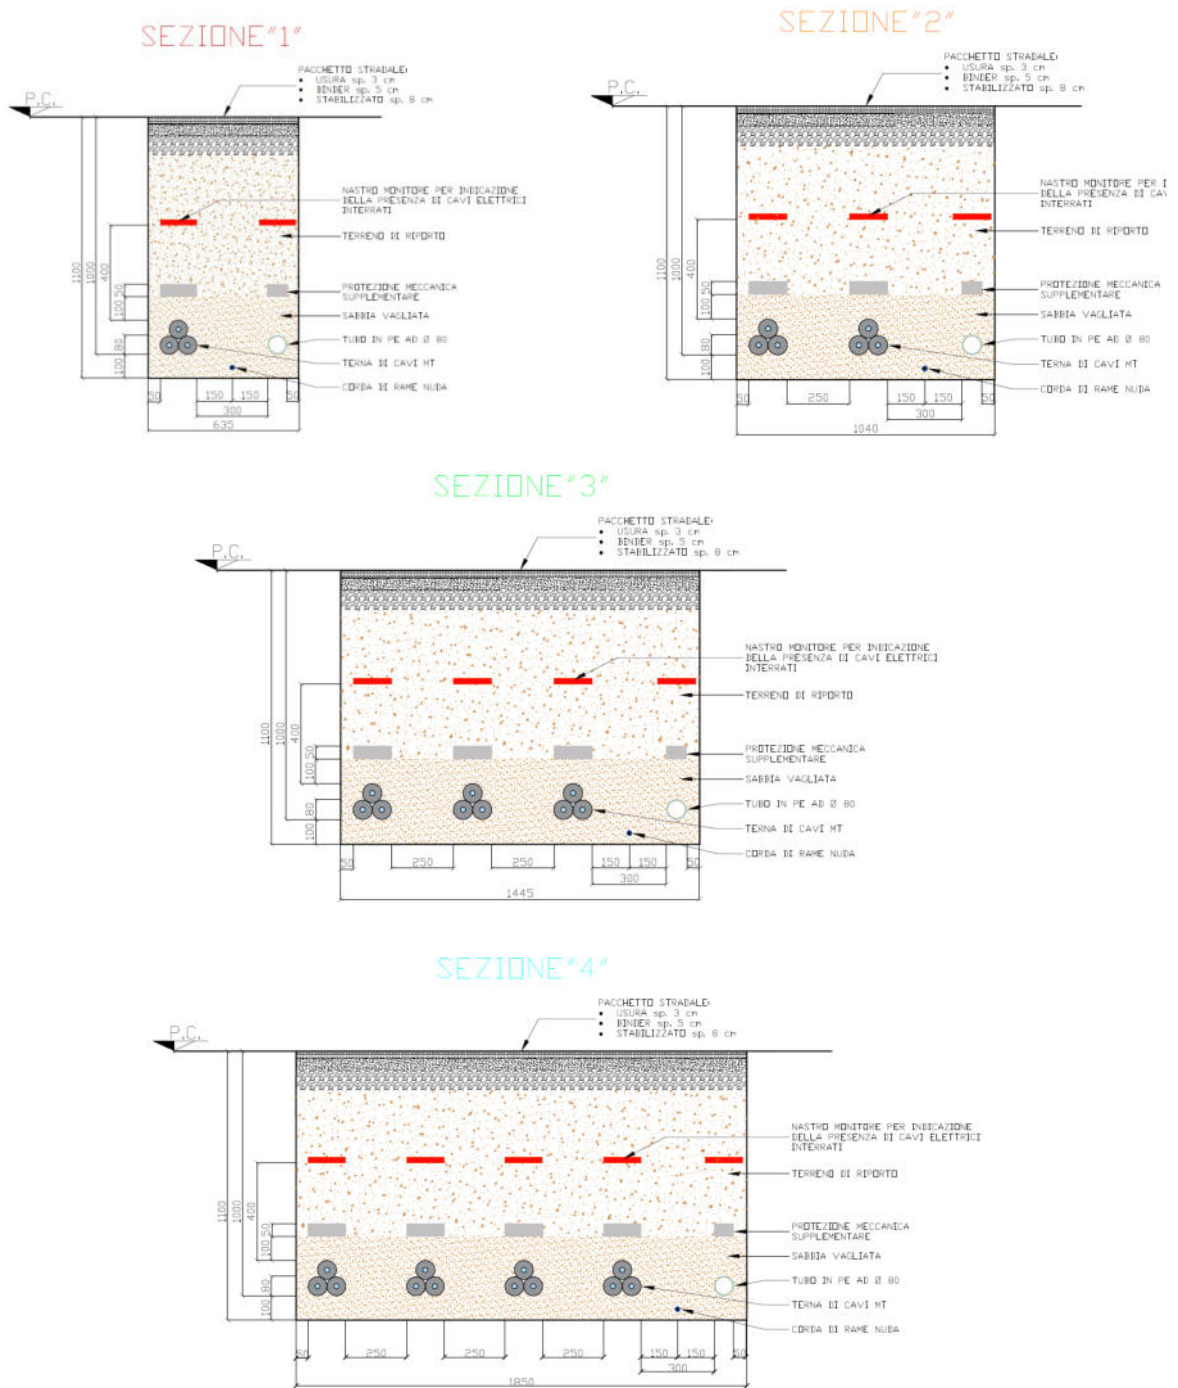 SEZIONE"1"
PACCHETTO STRADALE:
• USURA sp. 3 cm
• BINDER sp. 5 cm
• STABILIZZATO sp. 8 cm
P.C.
NASTRO MONITORE PER INDICAZIONE
DELLA PRESENZA DI CAVI ELETTRICI
INTERRATI
TERRENO DI RIPORTO
PROTEZIONE MECCANICA
SUPPLEMENTARE
SABBIA VAGLIATA
TUBO IN PE AD Ø 80
TERNA DI CAVI MT
CORDA DI RAME NUDA
1100
1000
400
50
100
80
100
50
150
150
50
300
635
SEZIONE"2"
PACCHETTO STRADALE:
• USURA sp. 3 cm
• BINDER sp. 5 cm
• STABILIZZATO sp. 8 cm
P.C.
NASTRO MONITORE PER I
DELLA PRESENZA DI CAV
INTERRATI
TERRENO DI RIPORTO
PROTEZIONE MECCANICA
SUPPLEMENTARE
SABBIA VAGLIATA
TUBO IN PE AD Ø 80
TERNA DI CAVI MT
CORDA DI RAME NUDA
1100
1000
400
50
100
80
100
50
250
150
150
50
300
1040
SEZIONE"3"
PACCHETTO STRADALE:
• USURA sp. 3 cm
• BINDER sp. 5 cm
• STABILIZZATO sp. 8 cm
P.C.
NASTRO MONITORE PER INDICAZIONE
DELLA PRESENZA DI CAVI ELETTRICI
INTERRATI
TERRENO DI RIPORTO
PROTEZIONE MECCANICA
SUPPLEMENTARE
SABBIA VAGLIATA
TUBO IN PE AD Ø 80
TERNA DI CAVI MT
CORDA DI RAME NUDA
1100
1000
400
50
100
80
100
50
250
250
150
150
50
300
1445
SEZIONE"4"
PACCHETTO STRADALE:
• USURA sp. 3 cm
• BINDER sp. 5 cm
• STABILIZZATO sp. 8 cm
P.C.
NASTRO MONITORE PER INDICAZIONE
DELLA PRESENZA DI CAVI ELETTRICI
INTERRATI
TERRENO DI RIPORTO
PROTEZIONE MECCANICA
SUPPLEMENTARE
SABBIA VAGLIATA
TUBO IN PE AD Ø 80
TERNA DI CAVI MT
CORDA DI RAME NUDA
1100
1000
400
50
100
80
100
50
250
250
250
150
150
50
300
1850